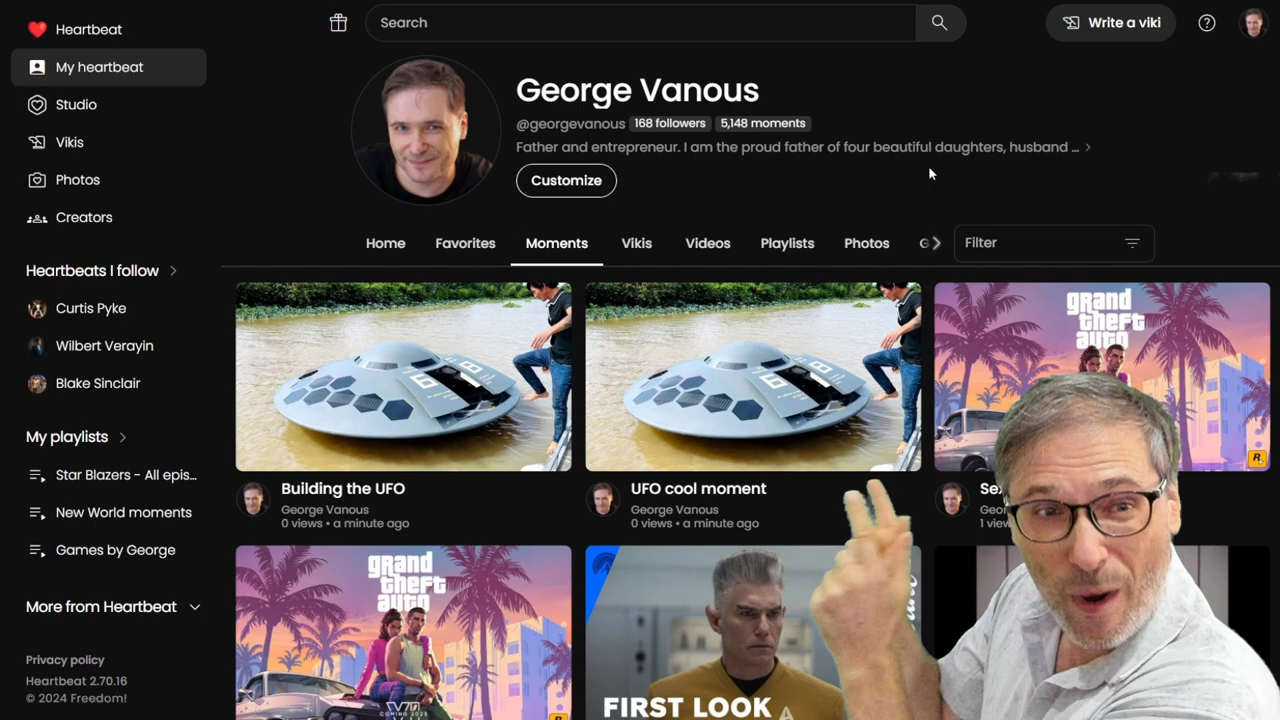 Heartbeat
Search
Write a viki
My heartbeat
Studio
Vikis
Photos
Creators
Heartbeats I follow
Curtis Pyke
Wilbert Verayin
Blake Sinclair
My playlists
Star Blazers - All epis...
New World moments
Games by George
More from Heartbeat
Privacy policy
Heartbeat 2.70.16
© 2024 Freedom!
George Vanous
@georgevanous 168 followers 5,148 moments
Father and entrepreneur. I am the proud father of four beautiful daughters, husband ...
Customize
Home Favorites Moments Vikis Videos Playlists Photos
Filter
grand
theft
auto
R
Building the UFO
George Vanous
0 views • a minute ago
UFO cool moment
George Vanous
0 views • a minute ago
1 view
grand
theft
auto
VI
COMING 2025
FIRST LOOK